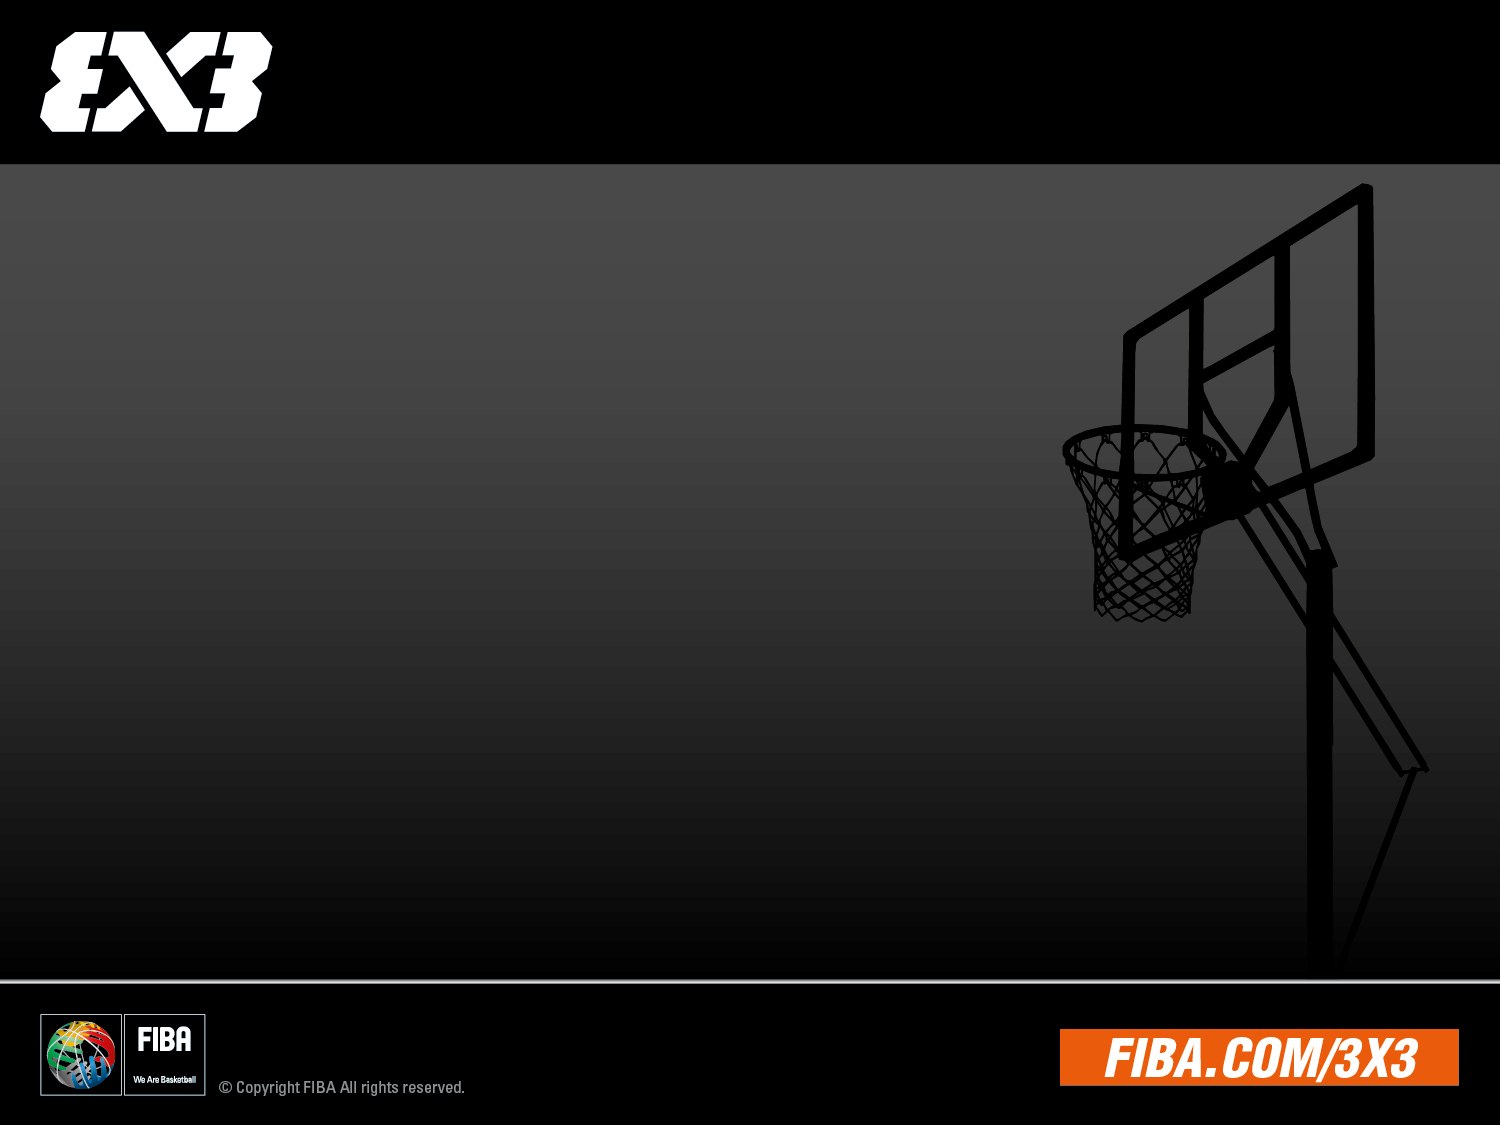 3X3
FIBA
We Are Basketball
© Copyright FIBA All rights reserved.
FIBA.COM/3X3